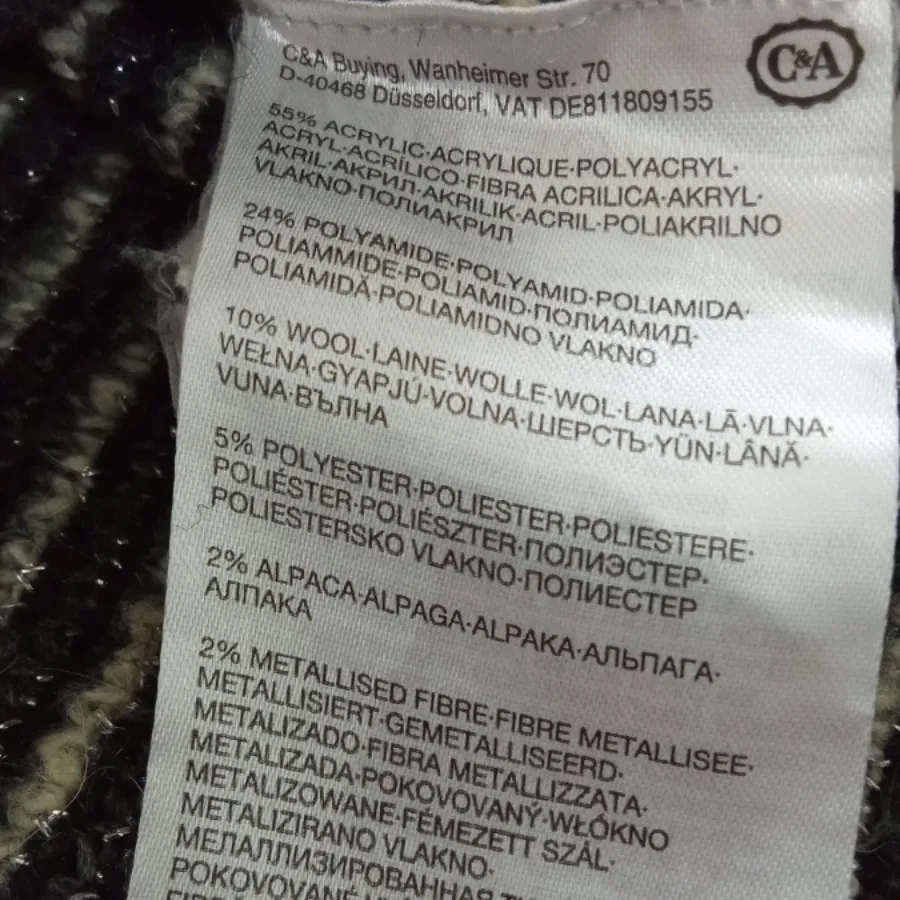 C&A
C&A Buying, Wanheimer Str. 70
D-40468 Düsseldorf, VAT DE811809155
55% ACRYLIC·ACRYLIQUE·POLYACRYL·
ACRYL·ACRÍLICO·FIBRA ACRILICA·AKRYL·
AKRIL·АКРИЛ·AKRILIK·ACRIL·POLIAKRILNO
VLAKNO·ПОЛИАКРИЛ
24% POLYAMIDE·POLYAMID·POLIAMIDA·
POLIAMMIDE·POLIAMID·ПОЛИАМИД·
POLIAMIDĂ·POLIAMIDNO VLAKNO
10% WOOL·LAINE·WOLLE·WOL·LANA·LÃ·VLNA·
WEŁNA·GYAPJÚ·VOLNA·ШЕРСТЬ·YÜN·LÂNĂ·
VUNA·ВЪЛНА
5% POLYESTER·POLIESTER·POLIESTERE·
POLIÉSTER·POLIÉSZTER·ПОЛИЭСТЕР·
POLIESTERSKO VLAKNO·ПОЛИЕСТЕР
2% ALPACA·ALPAGA·ALPAKA·АЛЬПАГА·
АЛПАКА
2% METALLISED FIBRE·FIBRE METALLISEE·
METALLISIERT·GEMETALLISEERD·
METALIZADO·FIBRA METALLIZZATA·
METALIZADA·POKOVOVANÝ·WŁÓKNO
METALIZOWANE·FÉMEZETT SZÁL·
METALIZIRANO VLAKNO·
МЕЛАЛЛИЗИРОВАННАЯ
POKOVOVANÉ